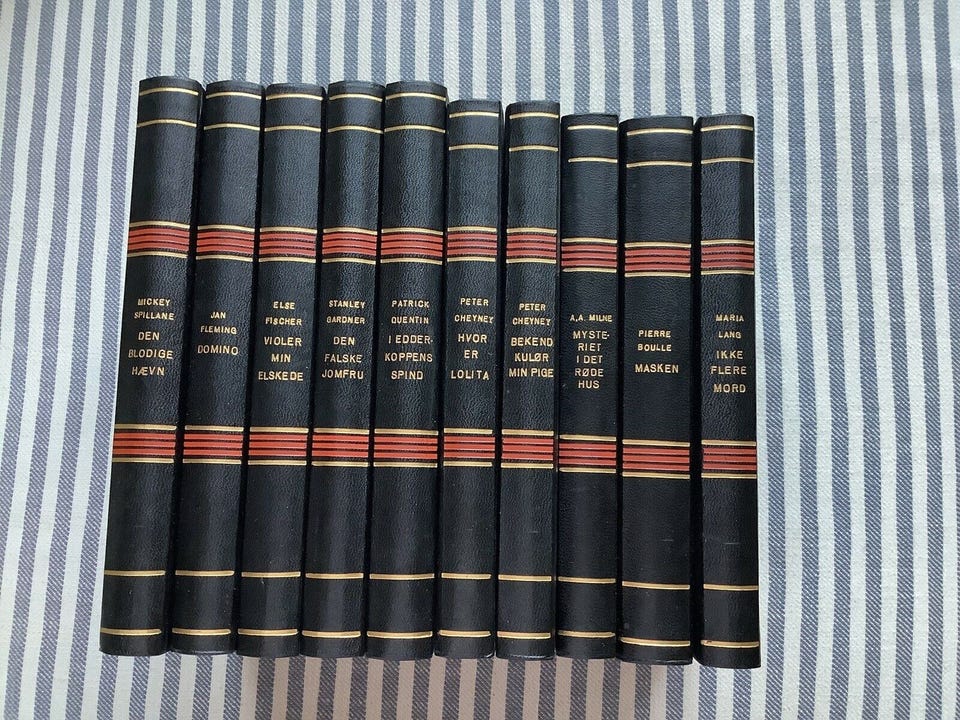 MICKEY
SPILLANE
DEN
BLODIGE
HÆVN
JAN
FLEMING
DOMINO
ELSE
FISCHER
VIOLER
MIN
ELSKEDE
STANLEY
GARDNER
DEN
FALSKE
JOMFRU
PATRICK
QUENTIN
I EDDER-
KOPPENS
SPIND
PETER
CHEYNEY
HVOR
ER
LOLITA
PETER
CHEYNEY
BEKEND
KULØR
MIN PIGE
A.A. MILNE
MYSTE-
RIET
I DET
RØDE
HUS
PIERRE
BOULLE
MASKEN
MARIA
LANG
IKKE
FLERE
MORD